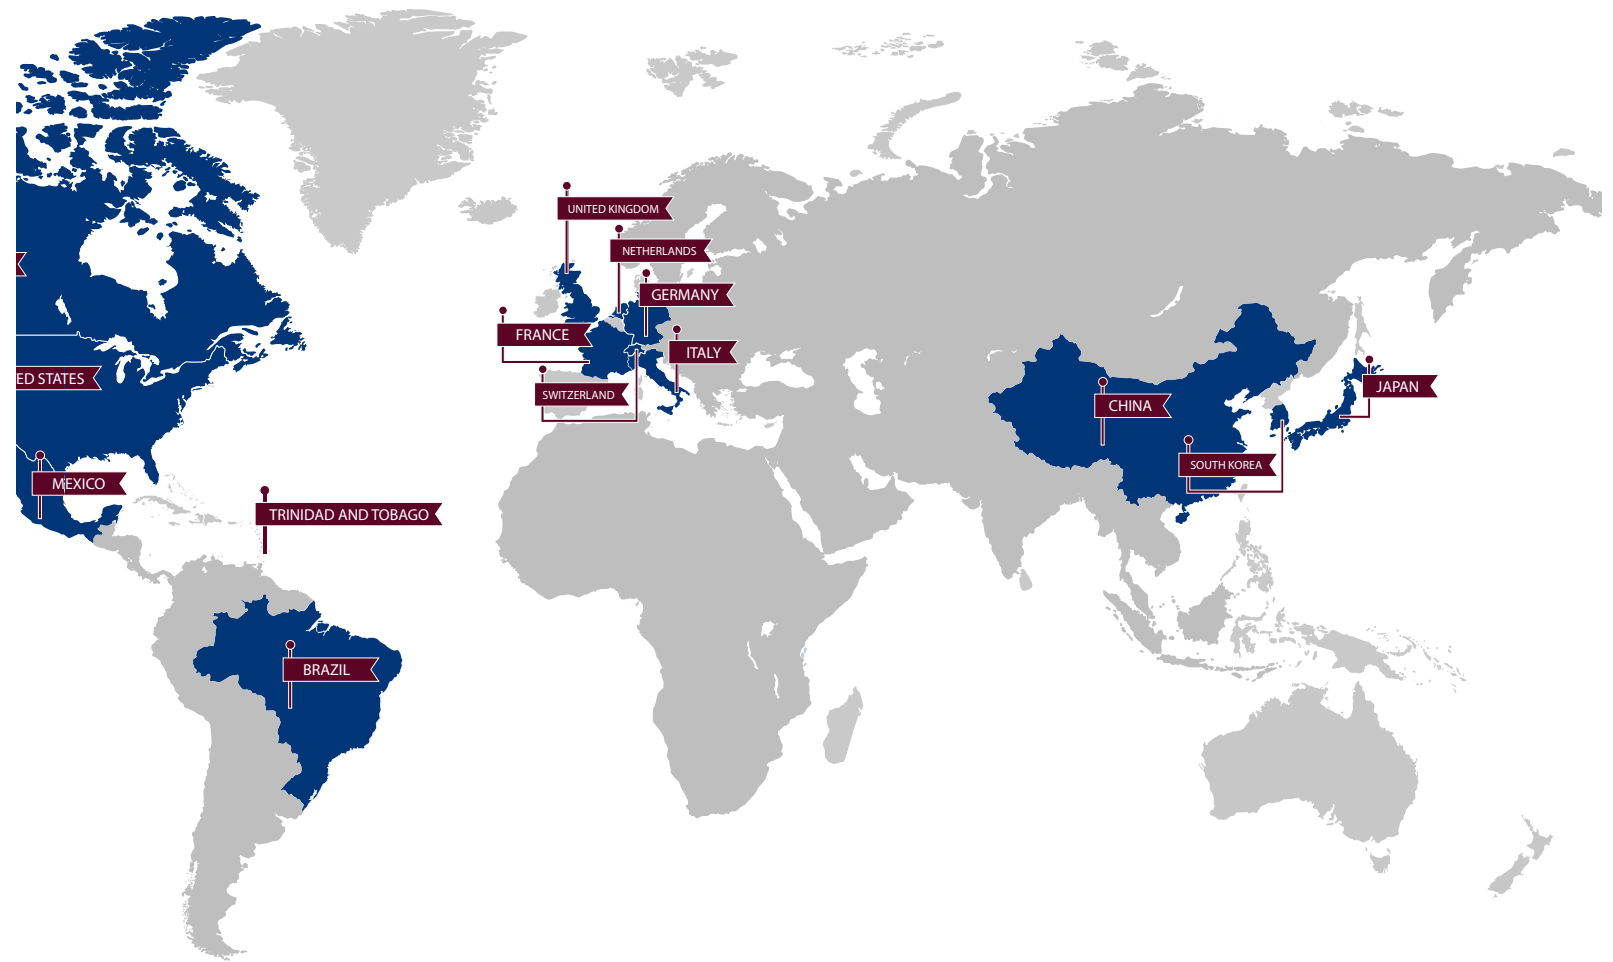 UNITED KINGDOM
NETHERLANDS
GERMANY
FRANCE
ITALY
ED STATES
SWITZERLAND
JAPAN
CHINA
SOUTH KOREA
MEXICO
TRINIDAD AND TOBAGO
BRAZIL